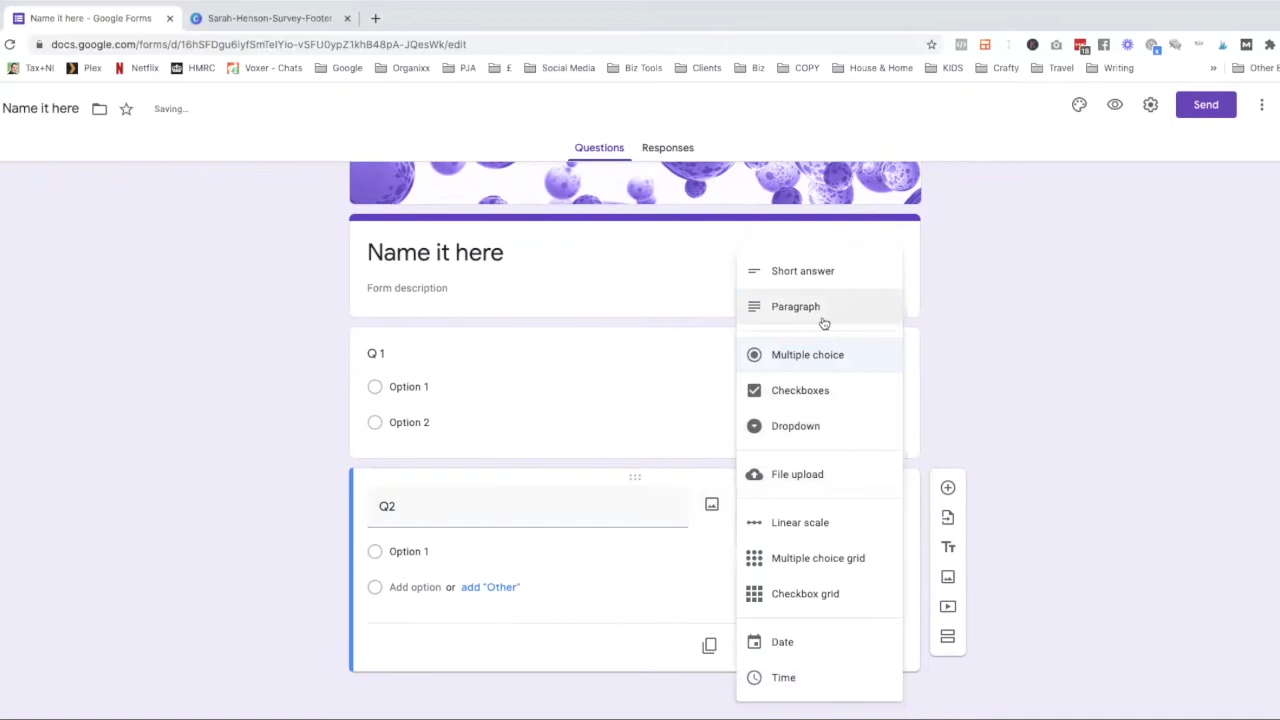 Name it here - Google Forms
Sarah-Henson-Survey-Footer
docs.google.com/forms/d/16hSFDgu6iyfSmTeIYio-vSFU0ypZ1khB48pA-JQesWk/edit
18
6
Tax+NI
Plex
Netflix
HMRC
Voxer - Chats
Google
Organixx
PJA
£
Social Media
Biz Tools
Clients
Biz
COPY
House & Home
KIDS
Crafty
Travel
Writing
Other
Name it here
Saving...
Send
Questions
Responses
Name it here
Form description
Q 1
Option 1
Option 2
Q2
Option 1
Add option or add "Other"
Short answer
Paragraph
Multiple choice
Checkboxes
Dropdown
File upload
Linear scale
Multiple choice grid
Checkbox grid
Date
Time
Tт